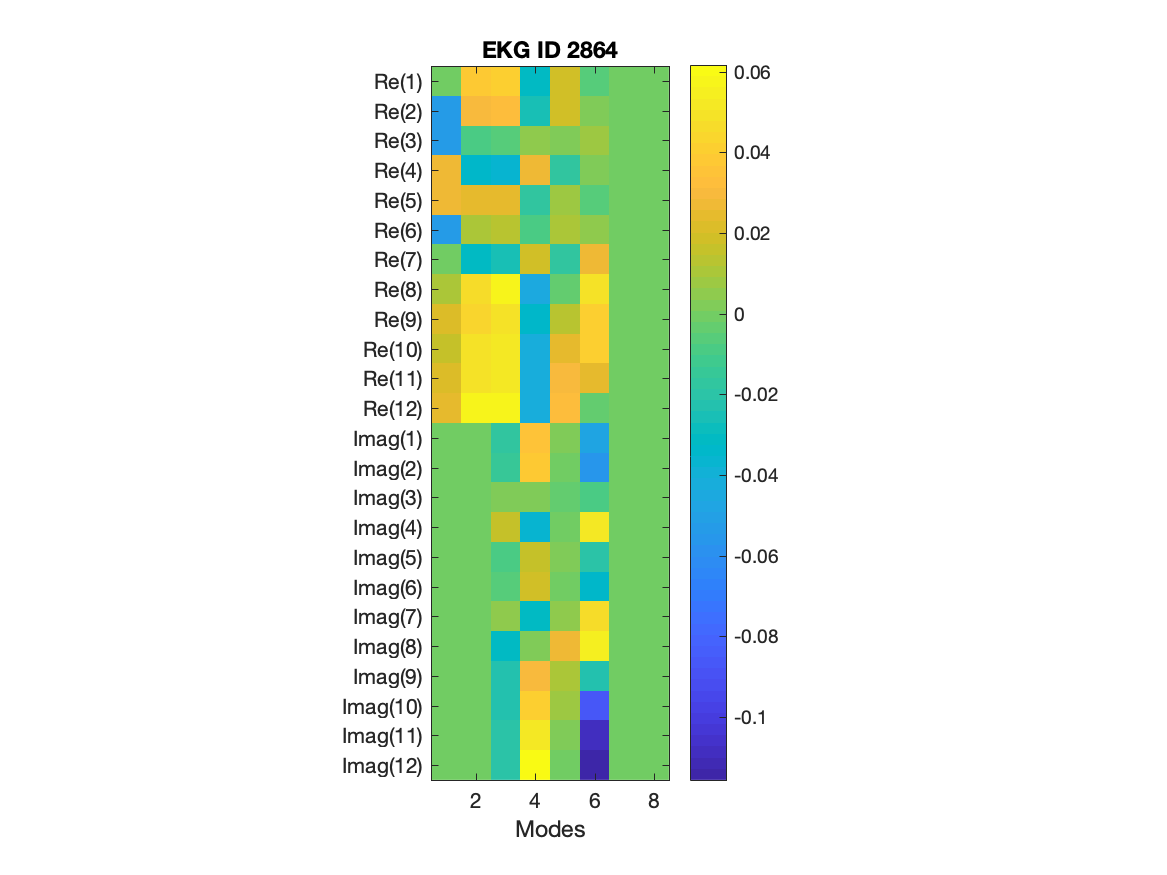 EKG ID 2864
Re(1)
Re(2)
Re(3)
Re(4)
Re(5)
Re(6)
Re(7)
Re(8)
Re(9)
Re(10)
Re(11)
Re(12)
Imag(1)
Imag(2)
Imag(3)
Imag(4)
Imag(5)
Imag(6)
Imag(7)
Imag(8)
Imag(9)
Imag(10)
Imag(11)
Imag(12)
2 4 6 8
Modes
0.06
0.04
0.02
0
-0.02
-0.04
-0.06
-0.08
-0.1